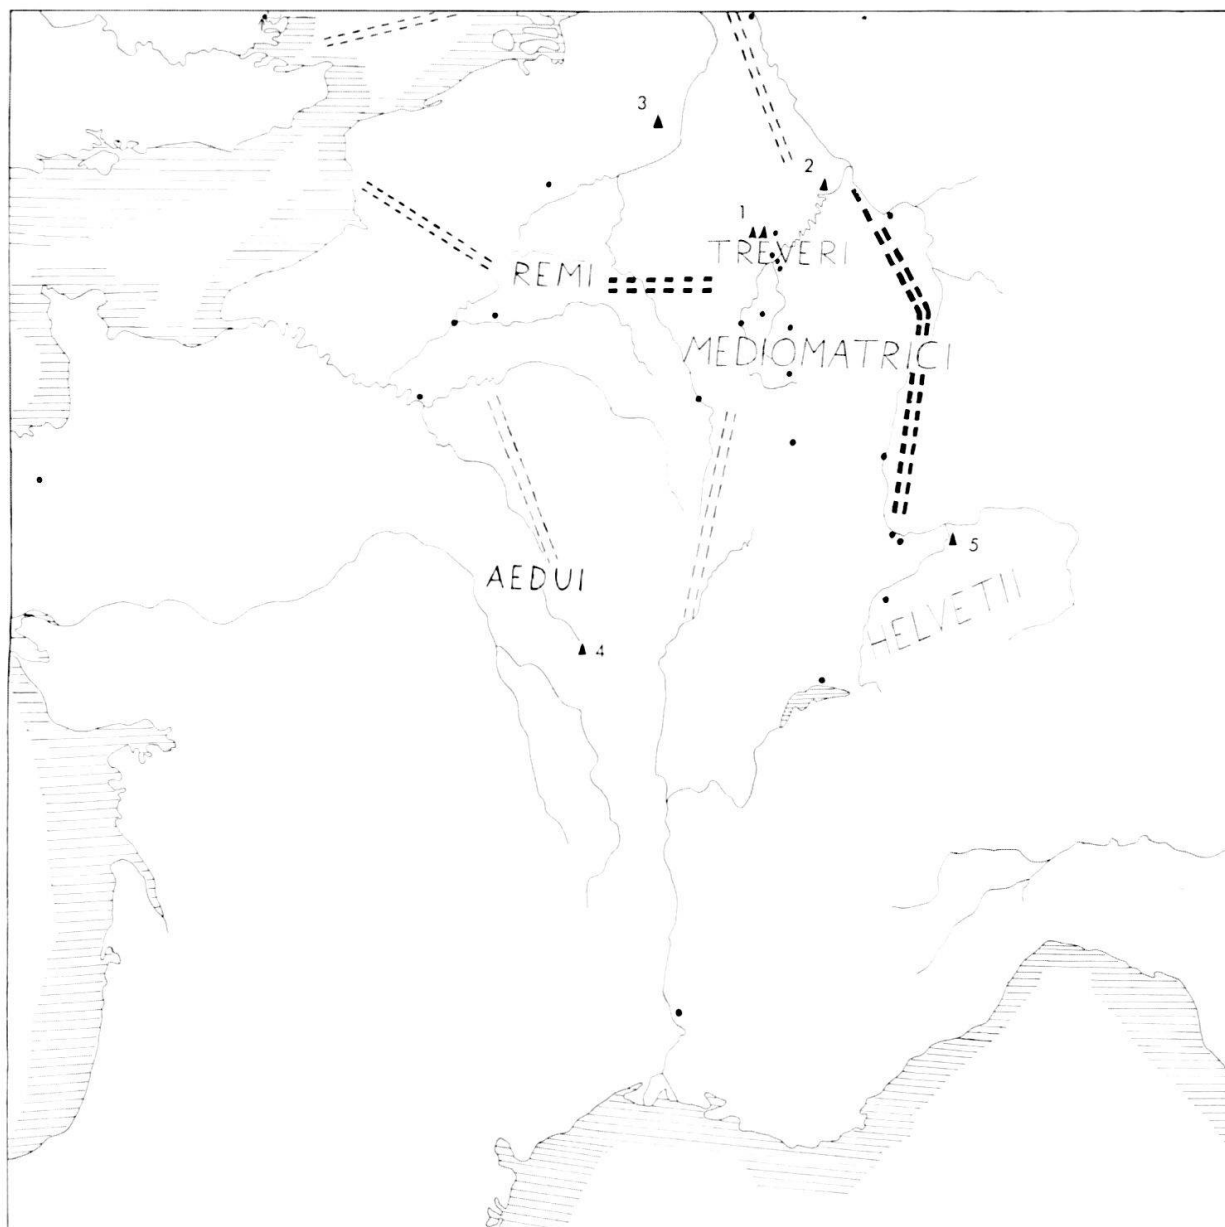 3
2
1
TREVERI
REMI
MEDIOMATRICI
5
AEDUI
HELVETII
4